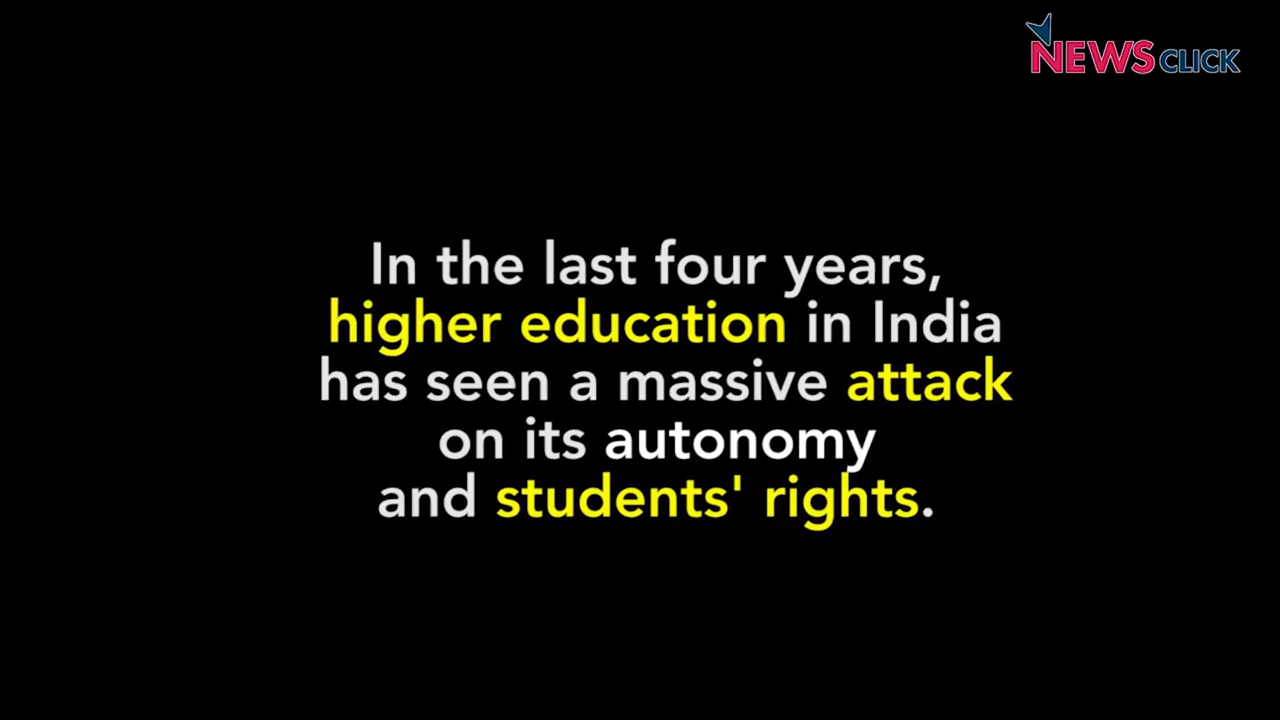 NEWSCLICK
In the last four years,
higher education in India
has seen a massive attack
on its autonomy
and students' rights.